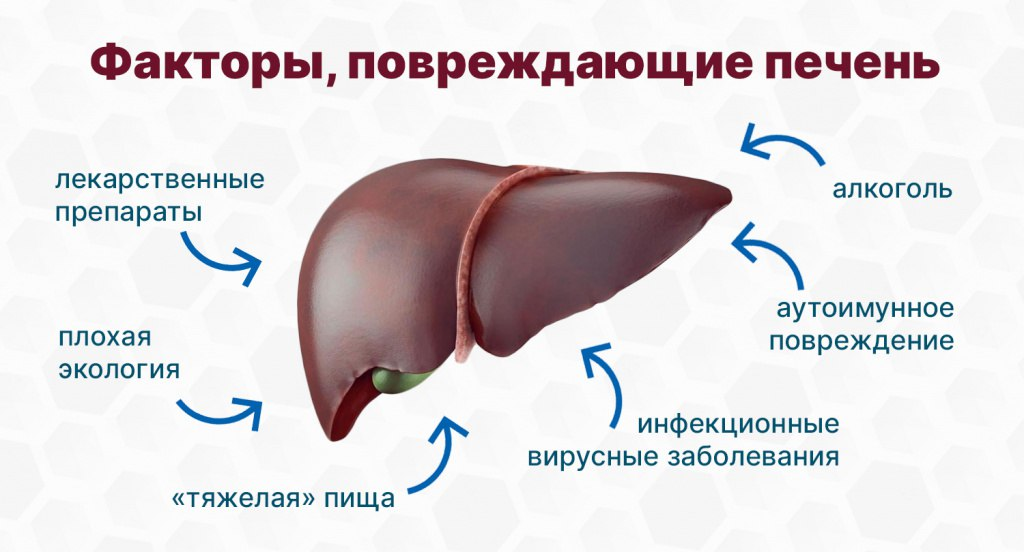 Факторы, повреждающие печень
лекарственные
препараты
алкоголь
плохая
экология
аутоимунное
повреждение
инфекционные
вирусные заболевания
«тяжелая» пища